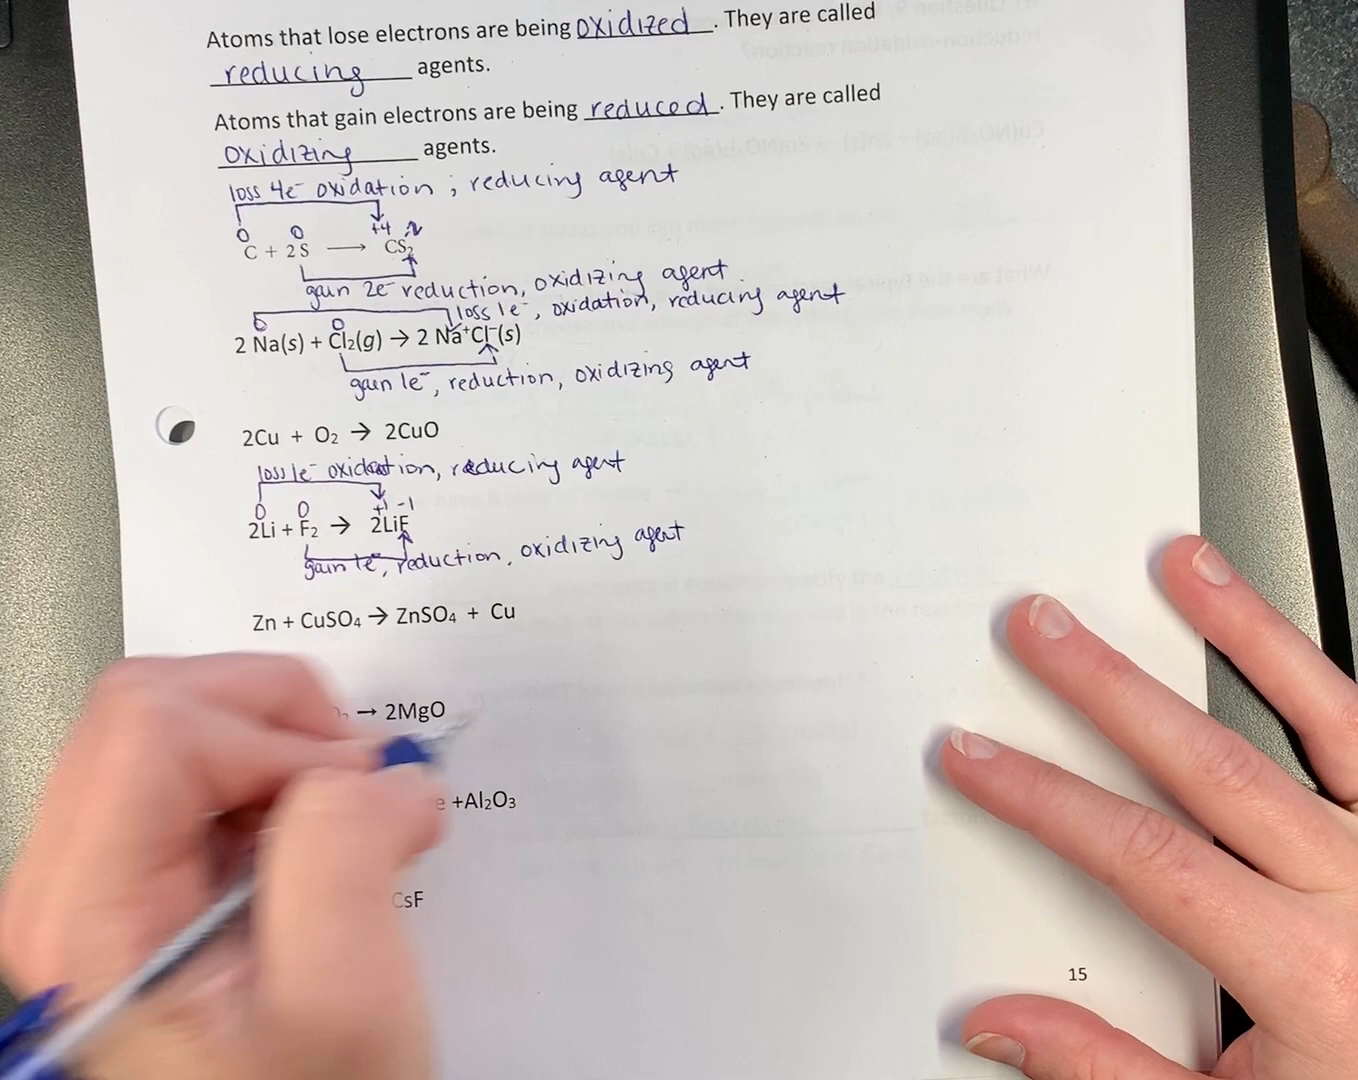 Atoms that lose electrons are being oxidized. They are called
reducing agents.
Atoms that gain electrons are being reduced. They are called
oxidizing agents.
loss 4e⁻ oxidation ; reducing agent
0 0 +4 -2
C + 2S → CS₂
gain 2e⁻ reduction, oxidizing agent
loss 1e⁻, oxidation, reducing agent
0 0
2 Na(s) + Cl₂(g) → 2 Na⁺Cl⁻(s)
gain 1e⁻, reduction, oxidizing agent
2Cu + O₂ → 2CuO
loss 1e⁻ oxidation, reducing agent
0 0 +1 -1
2Li + F₂ → 2LiF
gain 1e⁻, reduction, oxidizing agent
Zn + CuSO₄ → ZnSO₄ + Cu
→ 2MgO
e +Al₂O₃
CsF
15